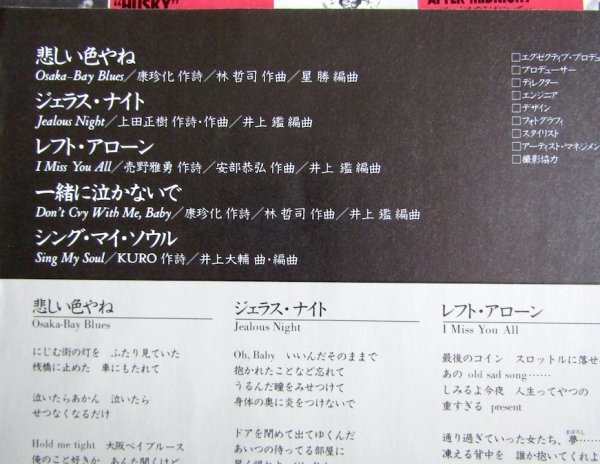 "HUSKY"
AFTER MIDNIGHT
悲しい色やね
Osaka-Bay Blues／康珍化 作詩／林 哲司 作曲／星 勝 編曲
ジェラス・ナイト
Jealous Night／上田正樹 作詩・作曲／井上 鑑 編曲
レフト・アローン
I Miss You All／売野雅勇 作詩／安部恭弘 作曲／井上 鑑 編曲
一緒に泣かないで
Don't Cry With Me, Baby／康珍化 作詩／林 哲司 作曲／井上 鑑 編曲
シング・マイ・ソウル
Sing My Soul／KURO 作詩／井上大輔 曲・編曲
□エグゼクティブ・プロデュ
□プロデューサー
□ディレクター
□エンジニア
□デザイン
□フォトグラフィ
□スタイリスト
□アーティスト・マネジメン
□撮影協力
悲しい色やね
Osaka-Bay Blues
にじむ街の灯を ふたり見ていた
桟橋に止めた 車にもたれて
泣いたらあかん 泣いたら
せつなくなるだけ
Hold me tight 大阪ベイブルース
俺のこと好きか あんた聞くけど
ジェラス・ナイト
Jealous Night
Oh, Baby いいんだそのままで
抱かれたことなど忘れて
うるんだ瞳をみせつけて
身体の奥に炎をつけないで
ドアを閉めて出てゆくんだ
あいつの待ってる部屋に
レフト・アローン
I Miss You All
最後のコイン スロットルに落せ
あの old sad song……
しみるよ今夜 人生ってやつの
重すぎる present
通り過ぎていった女たち、夢……
まぼろし
凍える背中を 誰か抱いてくれよ